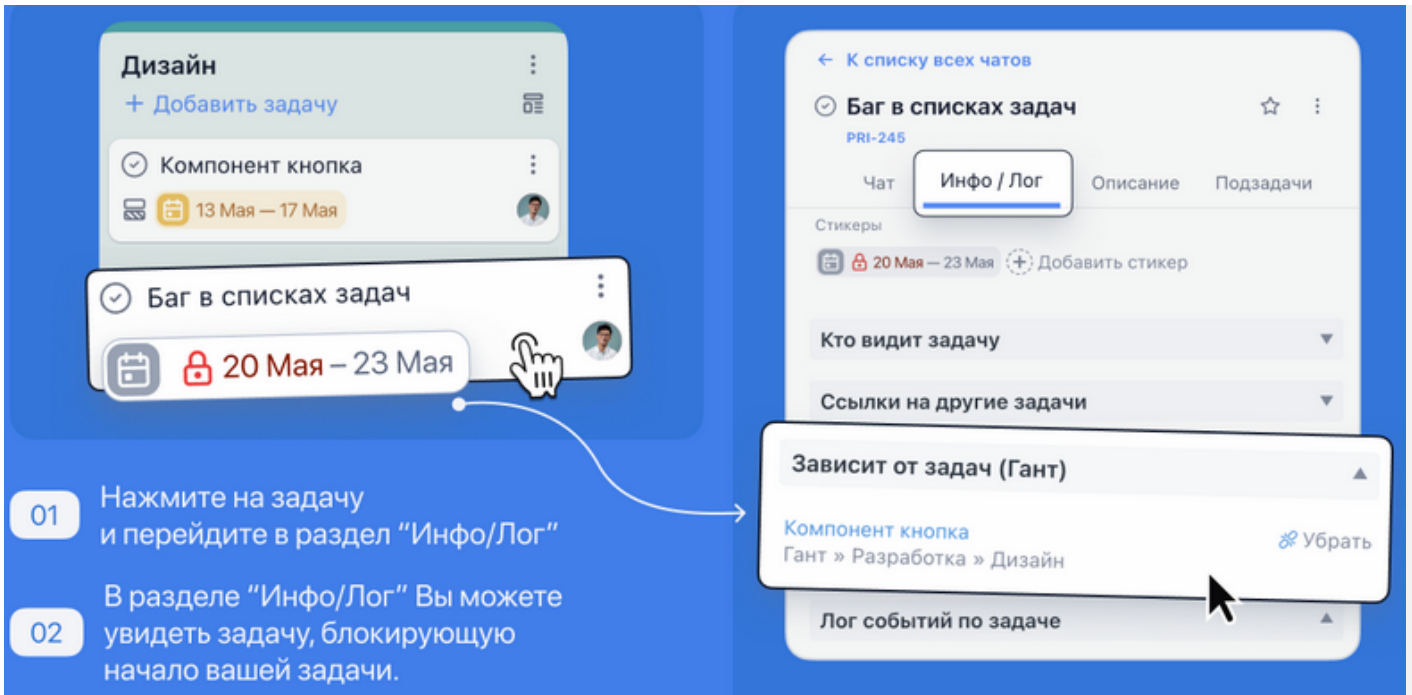 Дизайн
+ Добавить задачу
Компонент кнопка
13 Мая — 17 Мая
Баг в списках задач
20 Мая – 23 Мая
01
Нажмите на задачу
и перейдите в раздел “Инфо/Лог”
02
В разделе “Инфо/Лог” Вы можете
увидеть задачу, блокирующую
начало вашей задачи.
← К списку всех чатов
Баг в списках задач
PRI-245
Чат Инфо / Лог Описание Подзадачи
Стикеры
20 Мая — 23 Мая + Добавить стикер
Кто видит задачу
Ссылки на другие задачи
Зависит от задач (Гант)
Компонент кнопка
Убрать
Гант » Разработка » Дизайн
Лог событий по задаче